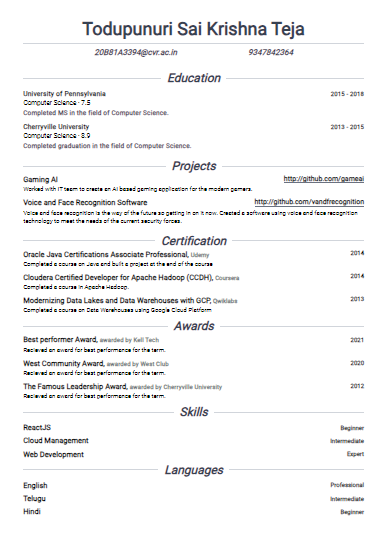 Todupunuri Sai Krishna Teja
20B81A3394@cvr.ac.in 9347842364
Education
University of Pennsylvania 2015 - 2018
Computer Science - 7.5
Completed MS in the field of Computer Science.
Cherryville University 2013 - 2015
Computer Science - 8.9
Completed graduation in the field of Computer Science.
Projects
Gaming AI http://github.com/gameai
Worked with IT team to create an AI based gaming application for the modern gamers.
Voice and Face Recognition Software http://github.com/vandfrecognition
Voice and face recognition is the way of the future so getting in on it now. Created a software using voice and face recognition
technology to meet the needs of the current security forces.
Certification
Oracle Java Certifications Associate Professional, Udemy 2014
Completed a course on Java and built a project at the end of the course
Cloudera Certified Developer for Apache Hadoop (CCDH), Coursera 2014
Completed a course in Apache Hadoop.
Modernizing Data Lakes and Data Warehouses with GCP, Qwiklabs 2013
Completed a course on Data Warehouses using Google Cloud Platform
Awards
Best performer Award, awarded by Kell Tech 2021
Recieved an award for best performance for the term.
West Community Award, awarded by West Club 2020
Recieved an award for best performance for the term.
The Famous Leadership Award, awarded by Cherryville University 2012
Recieved an award for best performance for the term.
Skills
ReactJS Beginner
Cloud Management Intermediate
Web Development Expert
Languages
English Professional
Telugu Intermediate
Hindi Beginner